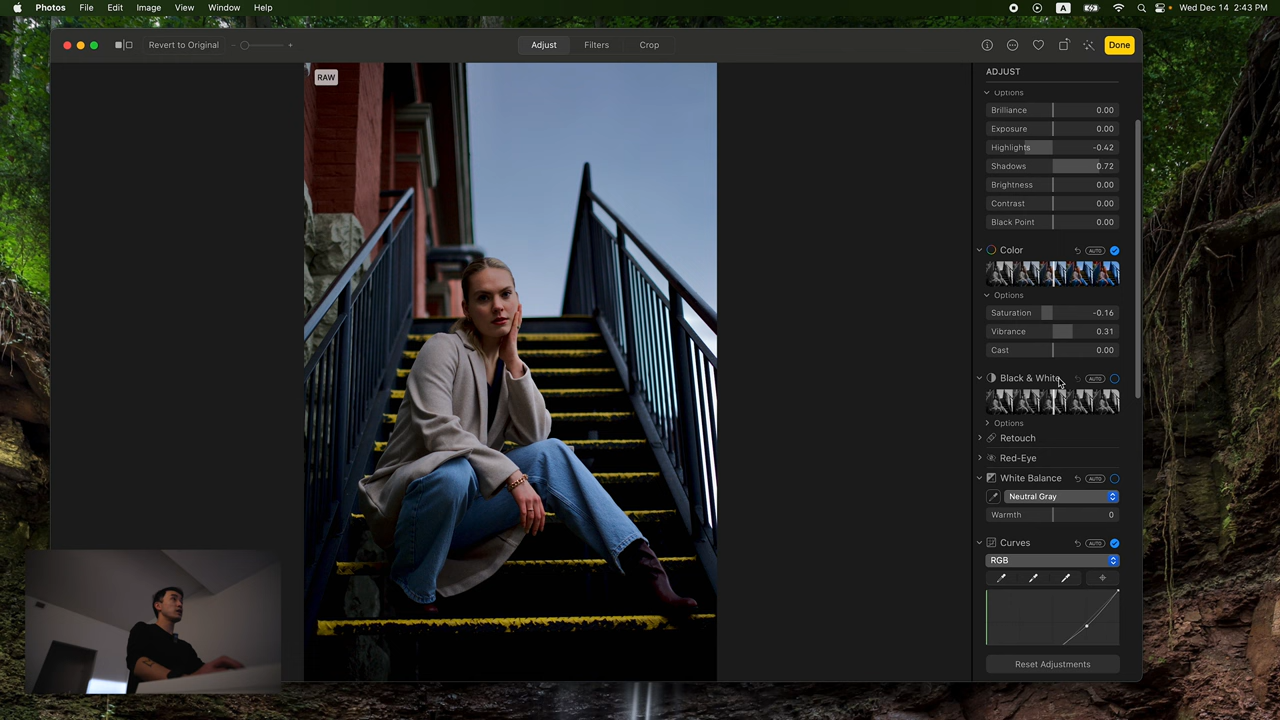 Photos File Edit Image View Window Help A Wed Dec 14 2:43 PM
Revert to Original - + Adjust Filters Crop Done
RAW
ADJUST
Options
Brilliance 0.00
Exposure 0.00
Highlights -0.42
Shadows 0.72
Brightness 0.00
Contrast 0.00
Black Point 0.00
Color AUTO
Options
Saturation -0.16
Vibrance 0.31
Cast 0.00
Black & White AUTO
Options
Retouch
Red-Eye
White Balance AUTO
Neutral Gray
Warmth 0
Curves AUTO
RGB
Reset Adjustments